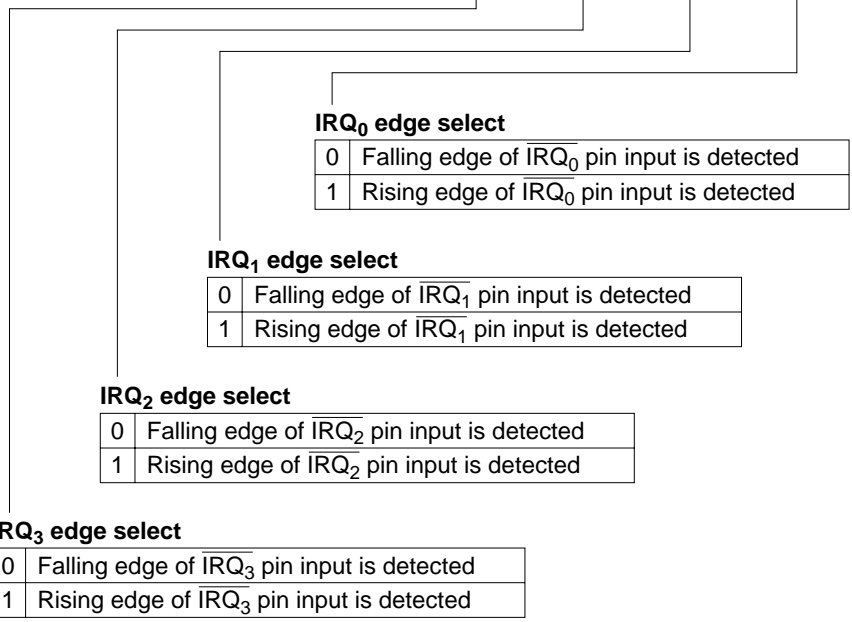 IRQ0 edge select
0 Falling edge of IRQ0 pin input is detected
1 Rising edge of IRQ0 pin input is detected
IRQ1 edge select
0 Falling edge of IRQ1 pin input is detected
1 Rising edge of IRQ1 pin input is detected
IRQ2 edge select
0 Falling edge of IRQ2 pin input is detected
1 Rising edge of IRQ2 pin input is detected
RQ3 edge select
0 Falling edge of IRQ3 pin input is detected
1 Rising edge of IRQ3 pin input is detected